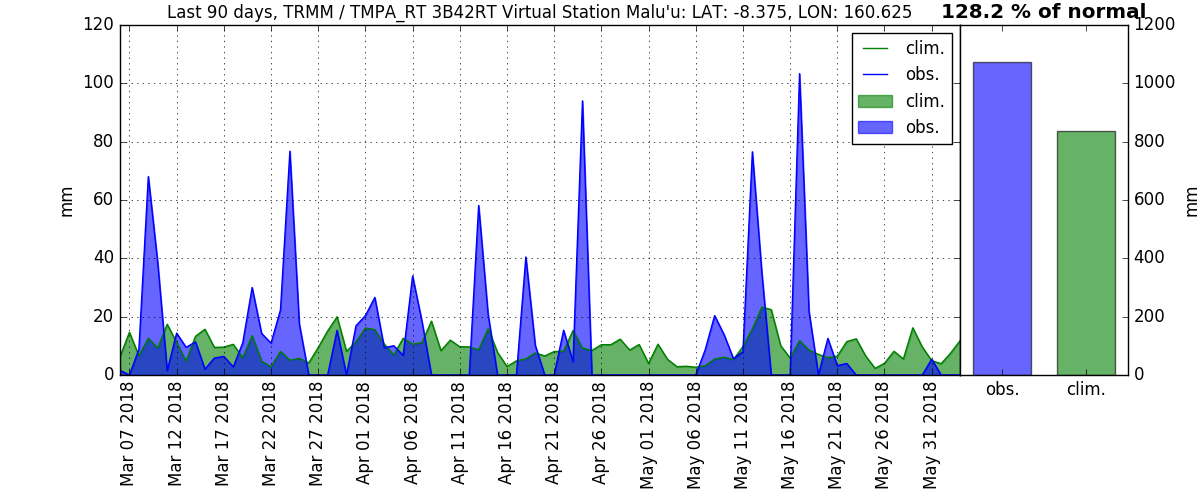 Last 90 days, TRMM / TMPA_RT 3B42RT Virtual Station Malu'u: LAT: -8.375, LON: 160.625
128.2 % of normal
120
100
80
60
40
20
0
mm
clim.
obs.
clim.
obs.
Mar 07 2018
Mar 12 2018
Mar 17 2018
Mar 22 2018
Mar 27 2018
Apr 01 2018
Apr 06 2018
Apr 11 2018
Apr 16 2018
Apr 21 2018
Apr 26 2018
May 01 2018
May 06 2018
May 11 2018
May 16 2018
May 21 2018
May 26 2018
May 31 2018
1200
1000
800
600
400
200
0
mm
obs.
clim.